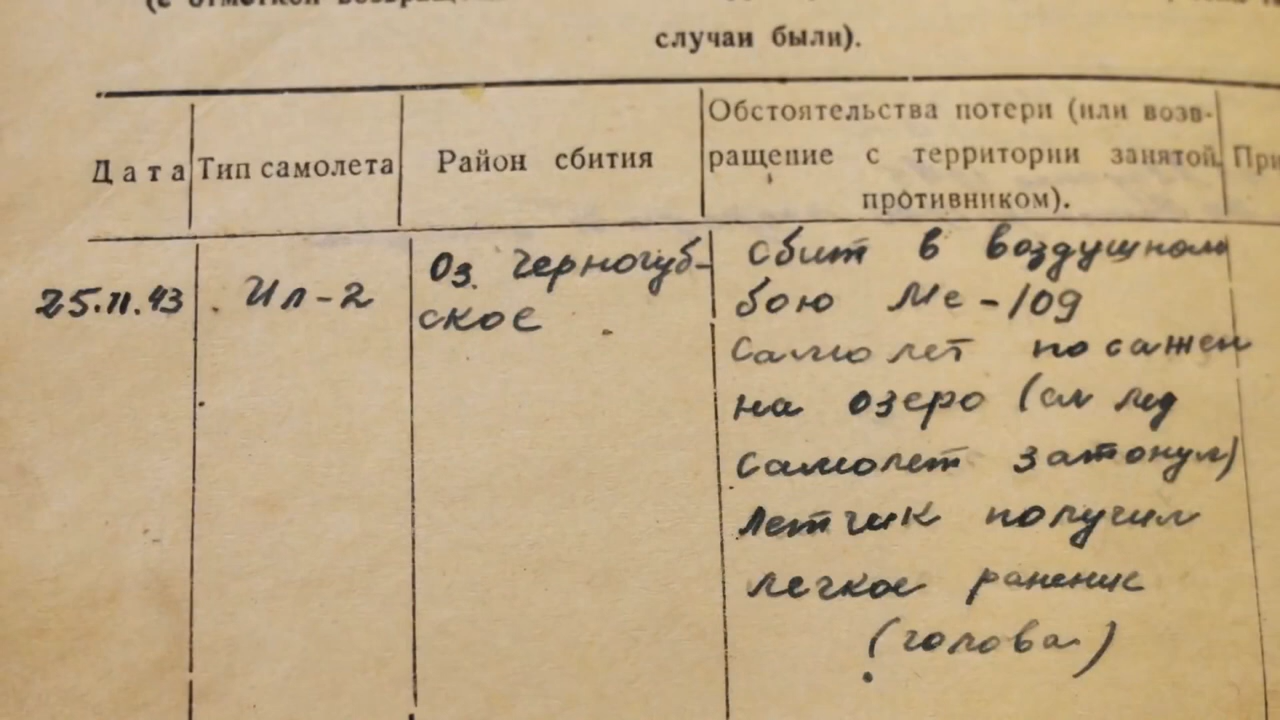 случаи были).
Дата
Тип самолета
Район сбития
Обстоятельства потери (или возв-
ращение с территории занятой
противником).
При
25.11.43
Ил-2
Оз. Черногуб-
ское
Сбит в воздушном
бою Ме-109
Самолет посажен
на озеро (
самолет затонул)
летчик получил
легкое ранение
(голова)